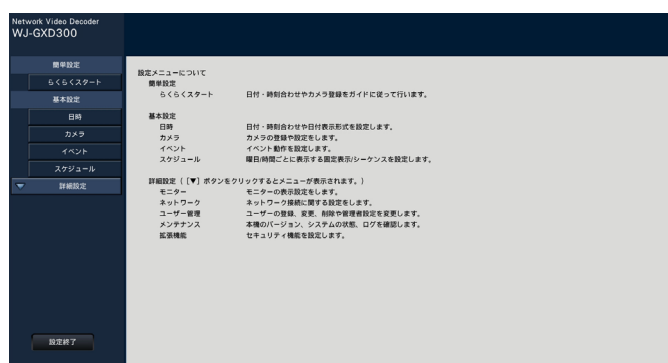 Network Video Decoder
WJ-GXD300
簡単設定
らくらくスタート
基本設定
日時
カメラ
イベント
スケジュール
▼ 詳細設定
設定終了
設定メニューについて
簡単設定
らくらくスタート 日付・時刻合わせやカメラ登録をガイドに従って行います。
基本設定
日時 日付・時刻合わせや日付表示形式を設定します。
カメラ カメラの登録や設定をします。
イベント イベント動作を設定します。
スケジュール 曜日/時間ごとに表示する固定表示/シーケンスを設定します。
詳細設定（［▼］ボタンをクリックするとメニューが表示されます。）
モニター モニターの表示設定をします。
ネットワーク ネットワーク接続に関する設定をします。
ユーザー管理 ユーザーの登録、変更、削除や管理者設定を変更します。
メンテナンス 本機のバージョン、システムの状態、ログを確認します。
拡張機能 セキュリティ機能を設定します。